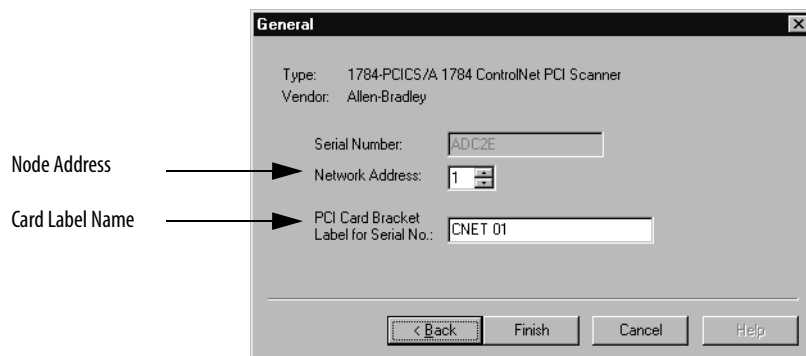 General
Type: 1784-PCICS/A 1784 ControlNet PCI Scanner
Vendor: Allen-Bradley
Serial Number: ADC2E
Node Address
Network Address: 1
Card Label Name
PCI Card Bracket
Label for Serial No.: CNET 01
< Back Finish Cancel Help